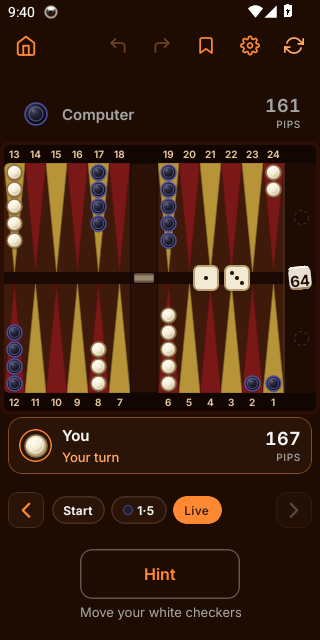 9:40
Computer
161
PIPS
13 14 15 16 17 18 19 20 21 22 23 24
64
12 11 10 9 8 7 6 5 4 3 2 1
You
Your turn
167
PIPS
Start
1·5
Live
Hint
Move your white checkers